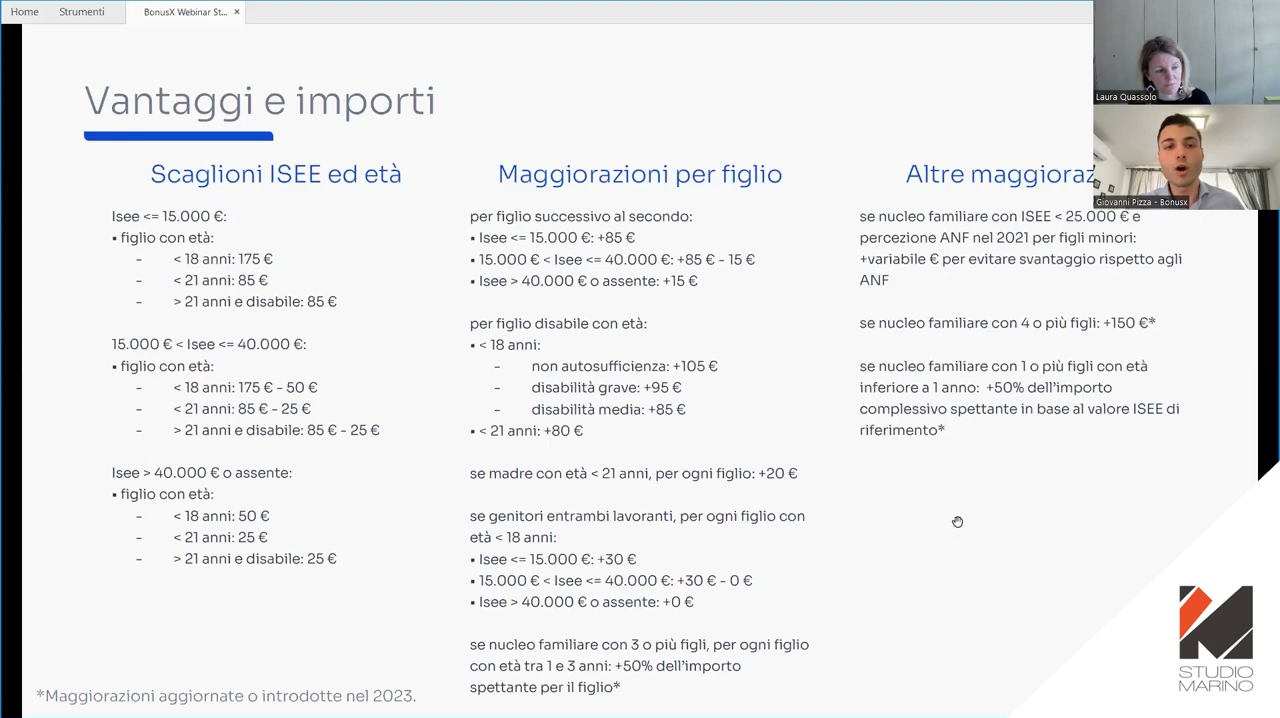 Home
Strumenti
BonusX Webinar St...
×
Laura Quassolo
Giovanni Pizza - Bonusx
Vantaggi e importi
Scaglioni ISEE ed età
Isee <= 15.000 €:
▪ figlio con età:
- < 18 anni: 175 €
- < 21 anni: 85 €
- > 21 anni e disabile: 85 €
15.000 € < Isee <= 40.000 €:
▪ figlio con età:
- < 18 anni: 175 € - 50 €
- < 21 anni: 85 € - 25 €
- > 21 anni e disabile: 85 € - 25 €
Isee > 40.000 € o assente:
▪ figlio con età:
- < 18 anni: 50 €
- < 21 anni: 25 €
- > 21 anni e disabile: 25 €
Maggiorazioni per figlio
per figlio successivo al secondo:
▪ Isee <= 15.000 €: +85 €
▪ 15.000 € < Isee <= 40.000 €: +85 € - 15 €
▪ Isee > 40.000 € o assente: +15 €
per figlio disabile con età:
▪ < 18 anni:
- non autosufficienza: +105 €
- disabilità grave: +95 €
- disabilità media: +85 €
▪ < 21 anni: +80 €
se madre con età < 21 anni, per ogni figlio: +20 €
se genitori entrambi lavoranti, per ogni figlio con
età < 18 anni:
▪ Isee <= 15.000 €: +30 €
▪ 15.000 € < Isee <= 40.000 €: +30 € - 0 €
▪ Isee > 40.000 € o assente: +0 €
se nucleo familiare con 3 o più figli, per ogni figlio
con età tra 1 e 3 anni: +50% dell'importo
spettante per il figlio*
Altre maggioraz
se nucleo familiare con ISEE < 25.000 € e
percezione ANF nel 2021 per figli minori:
+variabile € per evitare svantaggio rispetto agli
ANF
se nucleo familiare con 4 o più figli: +150 €*
se nucleo familiare con 1 o più figli con età
inferiore a 1 anno: +50% dell'importo
complessivo spettante in base al valore ISEE di
riferimento*
*Maggiorazioni aggiornate o introdotte nel 2023.
STUDIO
MARINO